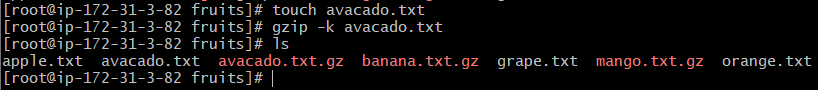 [root@ip-172-31-3-82 fruits]# touch avacado.txt
[root@ip-172-31-3-82 fruits]# gzip -k avacado.txt
[root@ip-172-31-3-82 fruits]# ls
apple.txt  avacado.txt  avacado.txt.gz  banana.txt.gz  grape.txt  mango.txt.gz  orange.txt
[root@ip-172-31-3-82 fruits]#